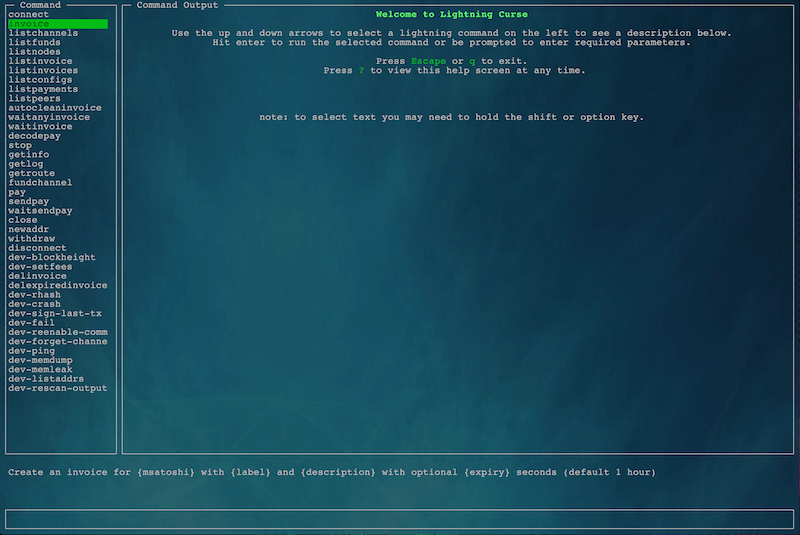 Command
connect
invoice
listchannels
listfunds
listnodes
listinvoice
listinvoices
listconfigs
listpayments
listpeers
autocleaninvoice
waitanyinvoice
waitinvoice
decodepay
stop
getinfo
getlog
getroute
fundchannel
pay
sendpay
waitsendpay
close
newaddr
withdraw
disconnect
dev-blockheight
dev-setfees
delinvoice
delexpiredinvoice
dev-rhash
dev-crash
dev-sign-last-tx
dev-fail
dev-reenable-comm
dev-forget-channe
dev-ping
dev-memdump
dev-memleak
dev-listaddrs
dev-rescan-output
Command Output
Welcome to Lightning Curse
Use the up and down arrows to select a lightning command on the left to see a description below.
Hit enter to run the selected command or be prompted to enter required parameters.
Press Escape or q to exit.
Press ? to view this help screen at any time.
note: to select text you may need to hold the shift or option key.
Create an invoice for {msatoshi} with {label} and {description} with optional {expiry} seconds (default 1 hour)